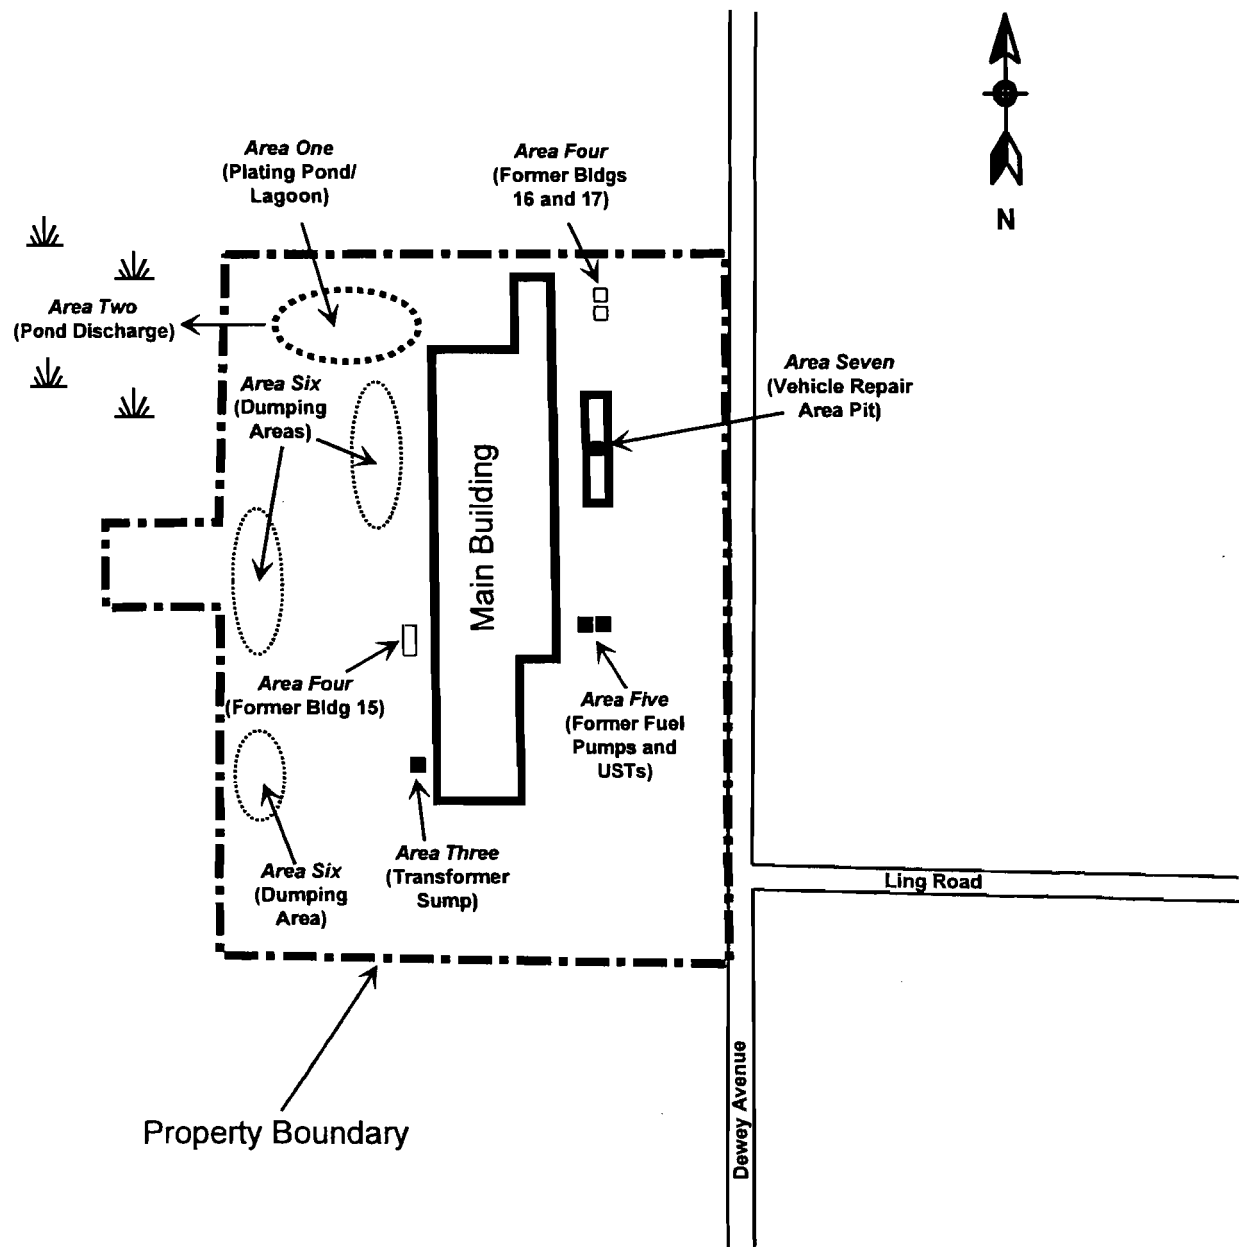 Area One
(Plating Pond/
Lagoon)
Area Four
(Former Bldgs
16 and 17)
N
Area Two
(Pond Discharge)
Area Six
(Dumping
Areas)
Area Seven
(Vehicle Repair
Area Pit)
Main Building
Area Four
(Former Bldg 15)
Area Five
(Former Fuel
Pumps and
USTs)
Area Three
(Transformer
Sump)
Area Six
(Dumping
Area)
Ling Road
Dewey Avenue
Property Boundary